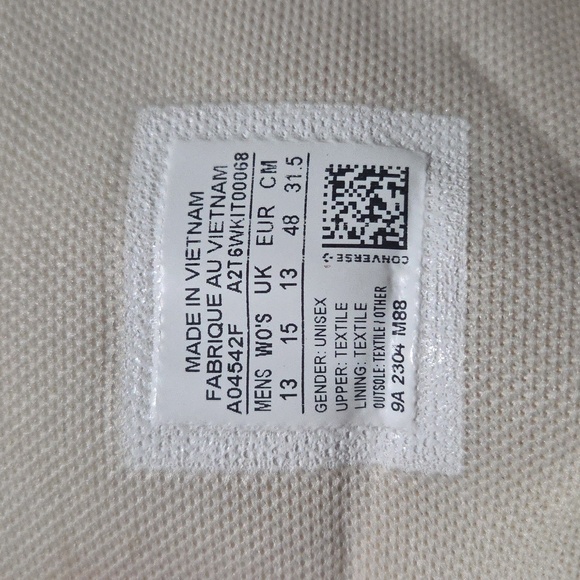 MADE IN VIETNAM
FABRIQUE AU VIETNAM
A04542F A2T6WKIT00068
MENS WO'S UK EUR CM
13 15 13 48 31.5
GENDER: UNISEX
UPPER: TEXTILE
LINING: TEXTILE
OUTSOLE: TEXTILE / OTHER
9A 2304 M88
CONVERSE